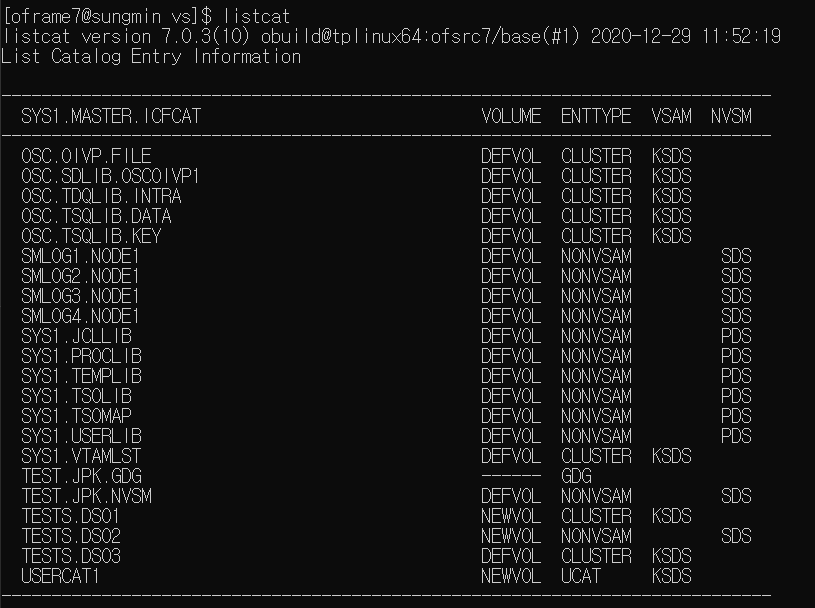 [oframe7@sungmin vs]$ listcat
listcat version 7.0.3(10) obuild@tplinux64:ofsrc7/base(#1) 2020-12-29 11:52:19
List Catalog Entry Information
-----------------------------------------------------------------------------
  SYS1.MASTER.ICFCAT                            VOLUME  ENTTYPE  VSAM  NVSM
-----------------------------------------------------------------------------
  OSC.OIVP.FILE                                 DEFVOL  CLUSTER  KSDS
  OSC.SDLIB.OSCOIVP1                            DEFVOL  CLUSTER  KSDS
  OSC.TDQLIB.INTRA                              DEFVOL  CLUSTER  KSDS
  OSC.TSQLIB.DATA                               DEFVOL  CLUSTER  KSDS
  OSC.TSQLIB.KEY                                DEFVOL  CLUSTER  KSDS
  SMLOG1.NODE1                                  DEFVOL  NONVSAM         SDS
  SMLOG2.NODE1                                  DEFVOL  NONVSAM         SDS
  SMLOG3.NODE1                                  DEFVOL  NONVSAM         SDS
  SMLOG4.NODE1                                  DEFVOL  NONVSAM         SDS
  SYS1.JCLLIB                                   DEFVOL  NONVSAM         PDS
  SYS1.PROCLIB                                  DEFVOL  NONVSAM         PDS
  SYS1.TEMPLIB                                  DEFVOL  NONVSAM         PDS
  SYS1.TSOLIB                                   DEFVOL  NONVSAM         PDS
  SYS1.TSOMAP                                   DEFVOL  NONVSAM         PDS
  SYS1.USERLIB                                  DEFVOL  NONVSAM         PDS
  SYS1.VTAMLST                                  DEFVOL  CLUSTER  KSDS
  TEST.JPK.GDG                                  ------  GDG
  TEST.JPK.NVSM                                 DEFVOL  NONVSAM         SDS
  TESTS.DS01                                    NEWVOL  CLUSTER  KSDS
  TESTS.DS02                                    NEWVOL  NONVSAM         SDS
  TESTS.DS03                                    DEFVOL  CLUSTER  KSDS
  USERCAT1                                      NEWVOL  UCAT     KSDS
-----------------------------------------------------------------------------